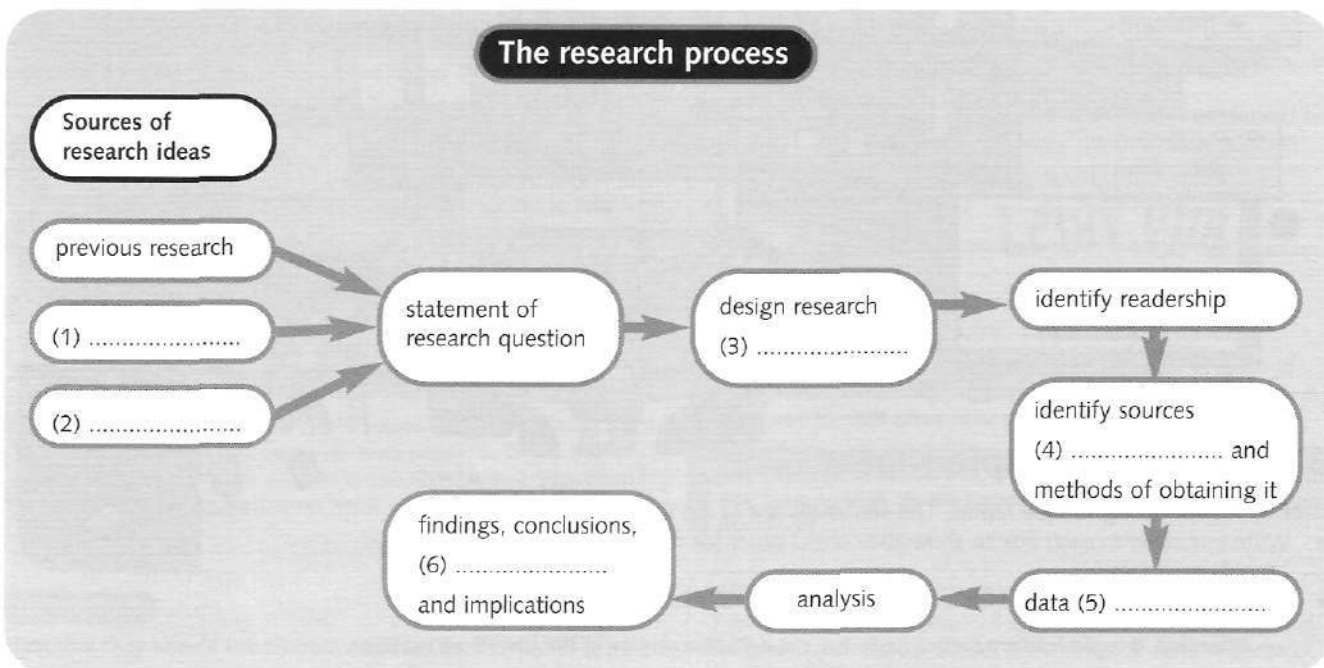 The research process
Sources of
research ideas
previous research
(1) ........................
(2) ........................
statement of
research question
design research
(3) ........................
identify readership
identify sources
(4) ........................ and
methods of obtaining it
data (5) ........................
analysis
findings, conclusions,
(6) ........................
and implications